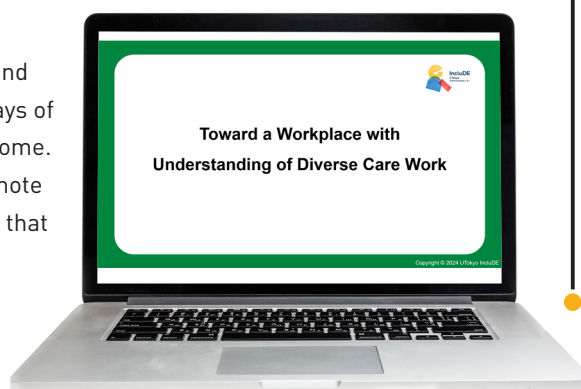 nd
ays of
ome.
note
that
IncluDE
UTokyo
Toward a Workplace with
Understanding of Diverse Care Work
Copyright © 2024 UTokyo IncluDE